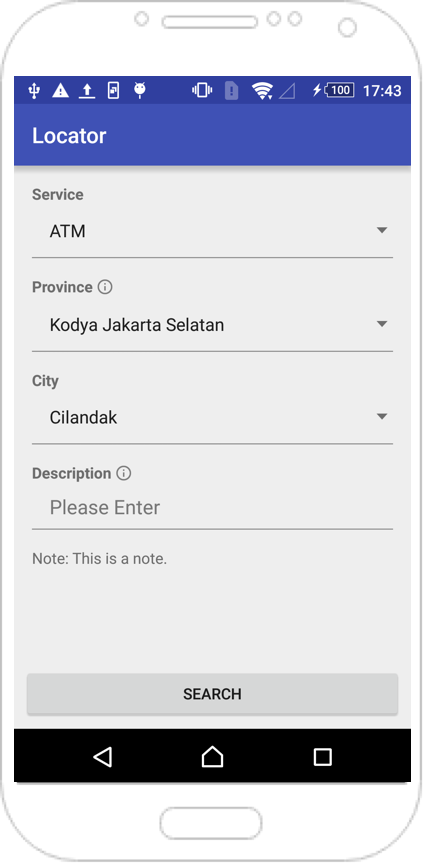 100 17:43
Locator
Service
ATM
Province
Kodya Jakarta Selatan
City
Cilandak
Description
Please Enter
Note: This is a note.
SEARCH